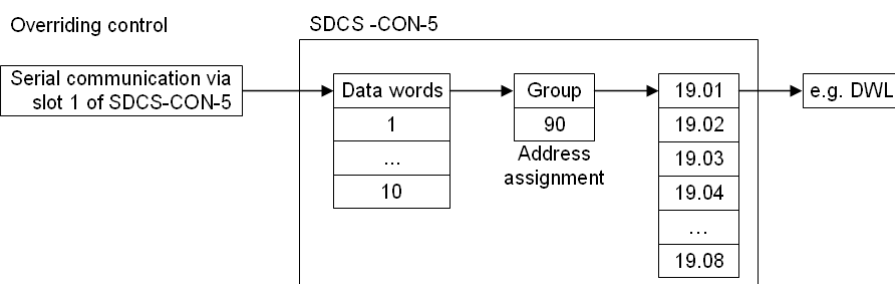 Overriding control
SDCS -CON-5
Serial communication via
slot 1 of SDCS-CON-5
Data words
1
...
10
Group
90
Address
assignment
19.01
19.02
19.03
19.04
...
19.08
e.g. DWL